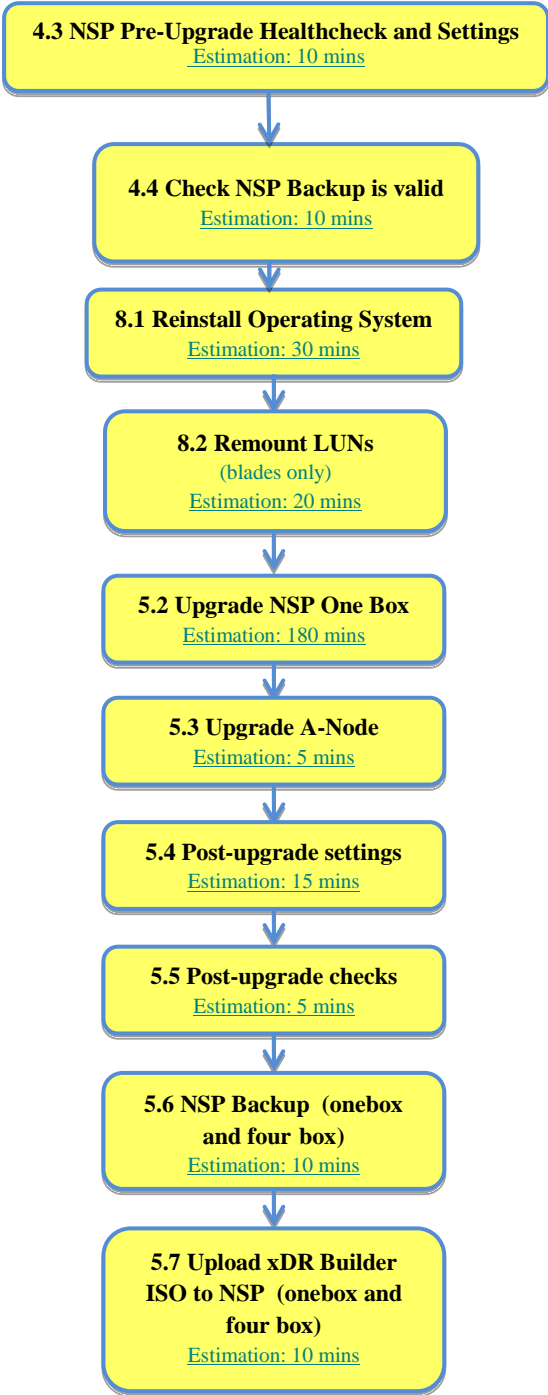 4.3 NSP Pre-Upgrade Healthcheck and Settings
Estimation: 10 mins
4.4 Check NSP Backup is valid
Estimation: 10 mins
8.1 Reinstall Operating System
Estimation: 30 mins
8.2 Remount LUNs
(blades only)
Estimation: 20 mins
5.2 Upgrade NSP One Box
Estimation: 180 mins
5.3 Upgrade A-Node
Estimation: 5 mins
5.4 Post-upgrade settings
Estimation: 15 mins
5.5 Post-upgrade checks
Estimation: 5 mins
5.6 NSP Backup (onebox
and four box)
Estimation: 10 mins
5.7 Upload xDR Builder
ISO to NSP (onebox and
four box)
Estimation: 10 mins